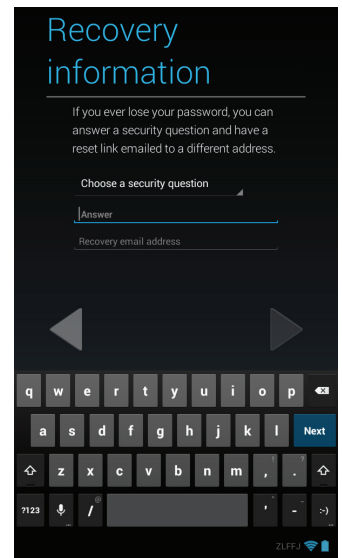 Recovery
information
If you ever lose your password, you can
answer a security question and have a
reset link emailed to a different address.
Choose a security question
Answer
Recovery email address
q w e r t y u i o p
a s d f g h j k l Next
z x c v b n m , ! . ?
?123 / @ ' " - _ :-)
ZLFFJ